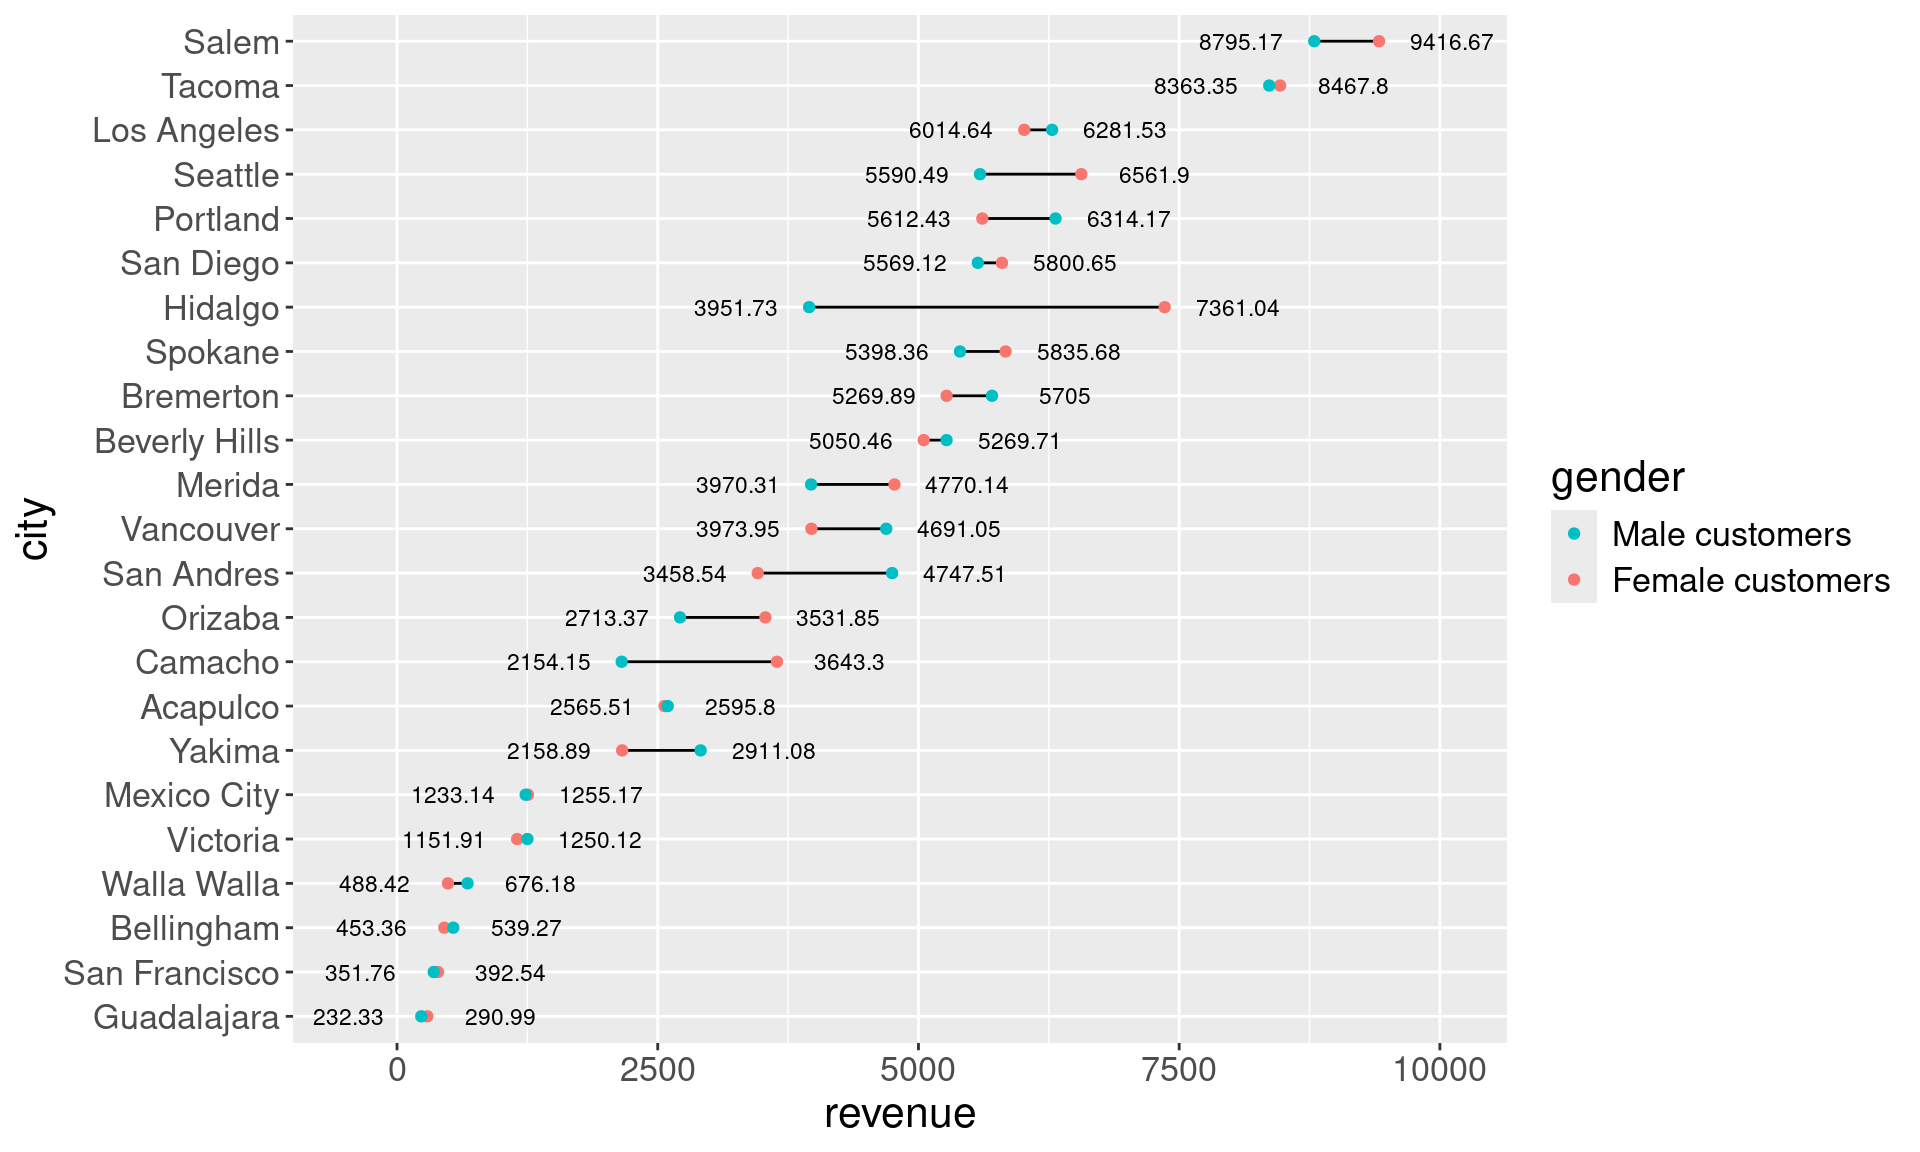 Salem 8795.17 9416.67
Tacoma 8363.35 8467.8
Los Angeles 6014.64 6281.53
Seattle 5590.49 6561.9
Portland 5612.43 6314.17
San Diego 5569.12 5800.65
Hidalgo 3951.73 7361.04
Spokane 5398.36 5835.68
Bremerton 5269.89 5705
Beverly Hills 5050.46 5269.71
Merida 3970.31 4770.14
Vancouver 3973.95 4691.05
San Andres 3458.54 4747.51
Orizaba 2713.37 3531.85
Camacho 2154.15 3643.3
Acapulco 2565.51 2595.8
Yakima 2158.89 2911.08
Mexico City 1233.14 1255.17
Victoria 1151.91 1250.12
Walla Walla 488.42 676.18
Bellingham 453.36 539.27
San Francisco 351.76 392.54
Guadalajara 232.33 290.99
0 2500 5000 7500 10000
revenue
city
gender
Male customers
Female customers